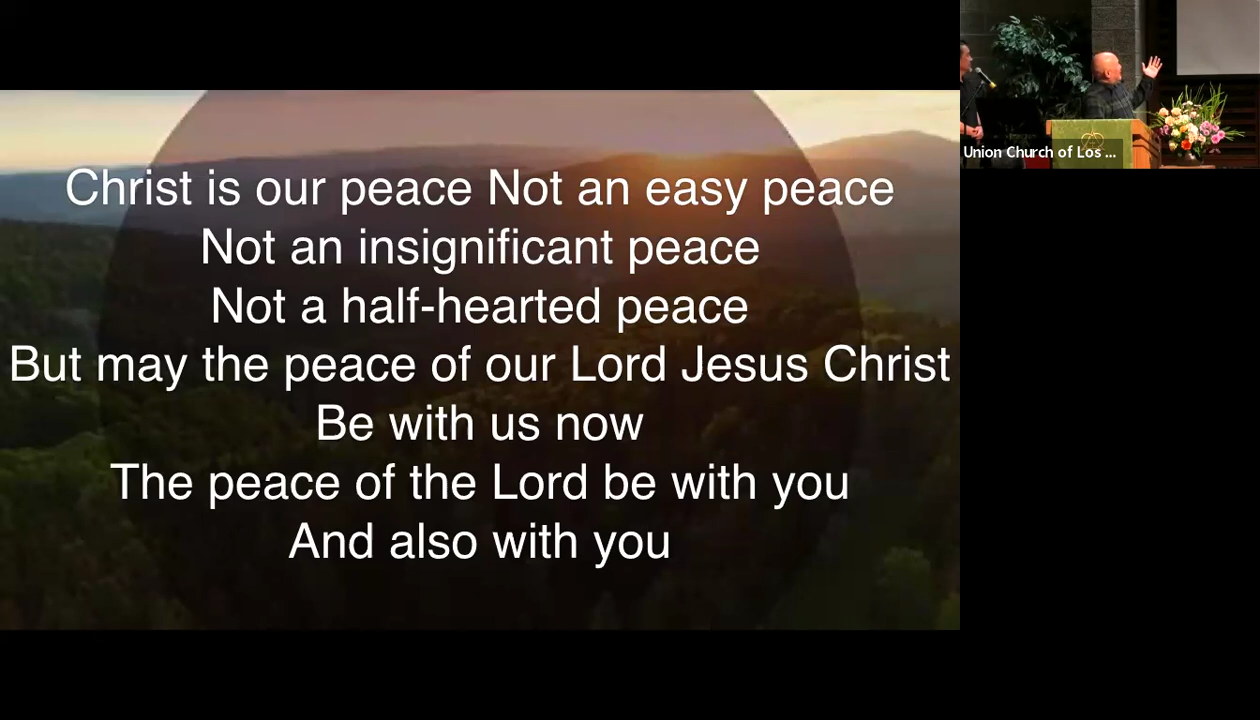 Christ is our peace Not an easy peace
Not an insignificant peace
Not a half-hearted peace
But may the peace of our Lord Jesus Christ
Be with us now
The peace of the Lord be with you
And also with you
Union Church of Los ...